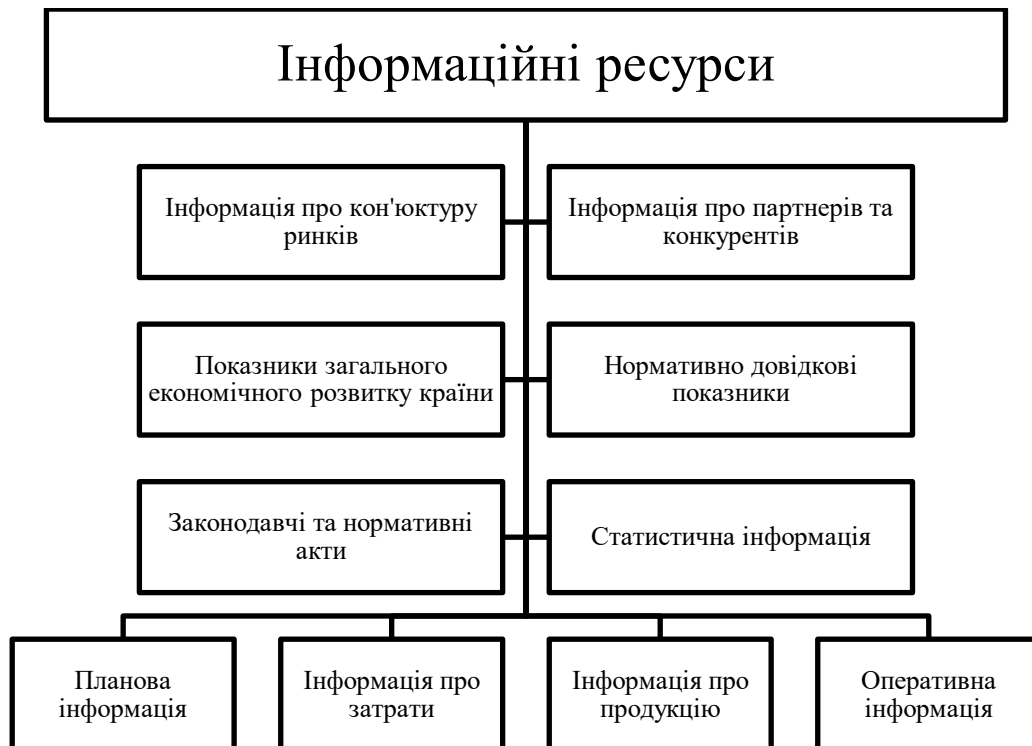 Інформаційні ресурси
Інформація про кон'юктуру
ринків
Інформація про партнерів та
конкурентів
Показники загального
економічного розвитку країни
Нормативно довідкові
показники
Законодавчі та нормативні
акти
Статистична інформація
Планова
інформація
Інформація про
затрати
Інформація про
продукцію
Оперативна
інформація